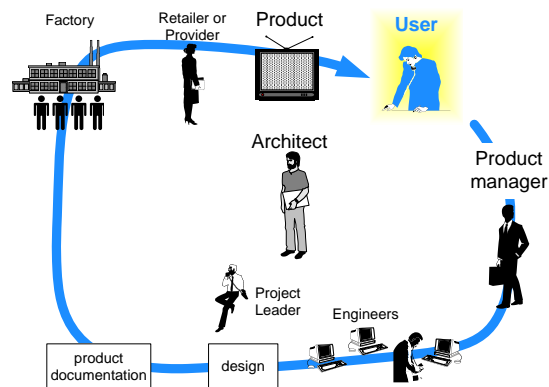 Factory
Retailer or
Provider
Product
User
Architect
Product
manager
Project
Leader
Engineers
product
documentation
design